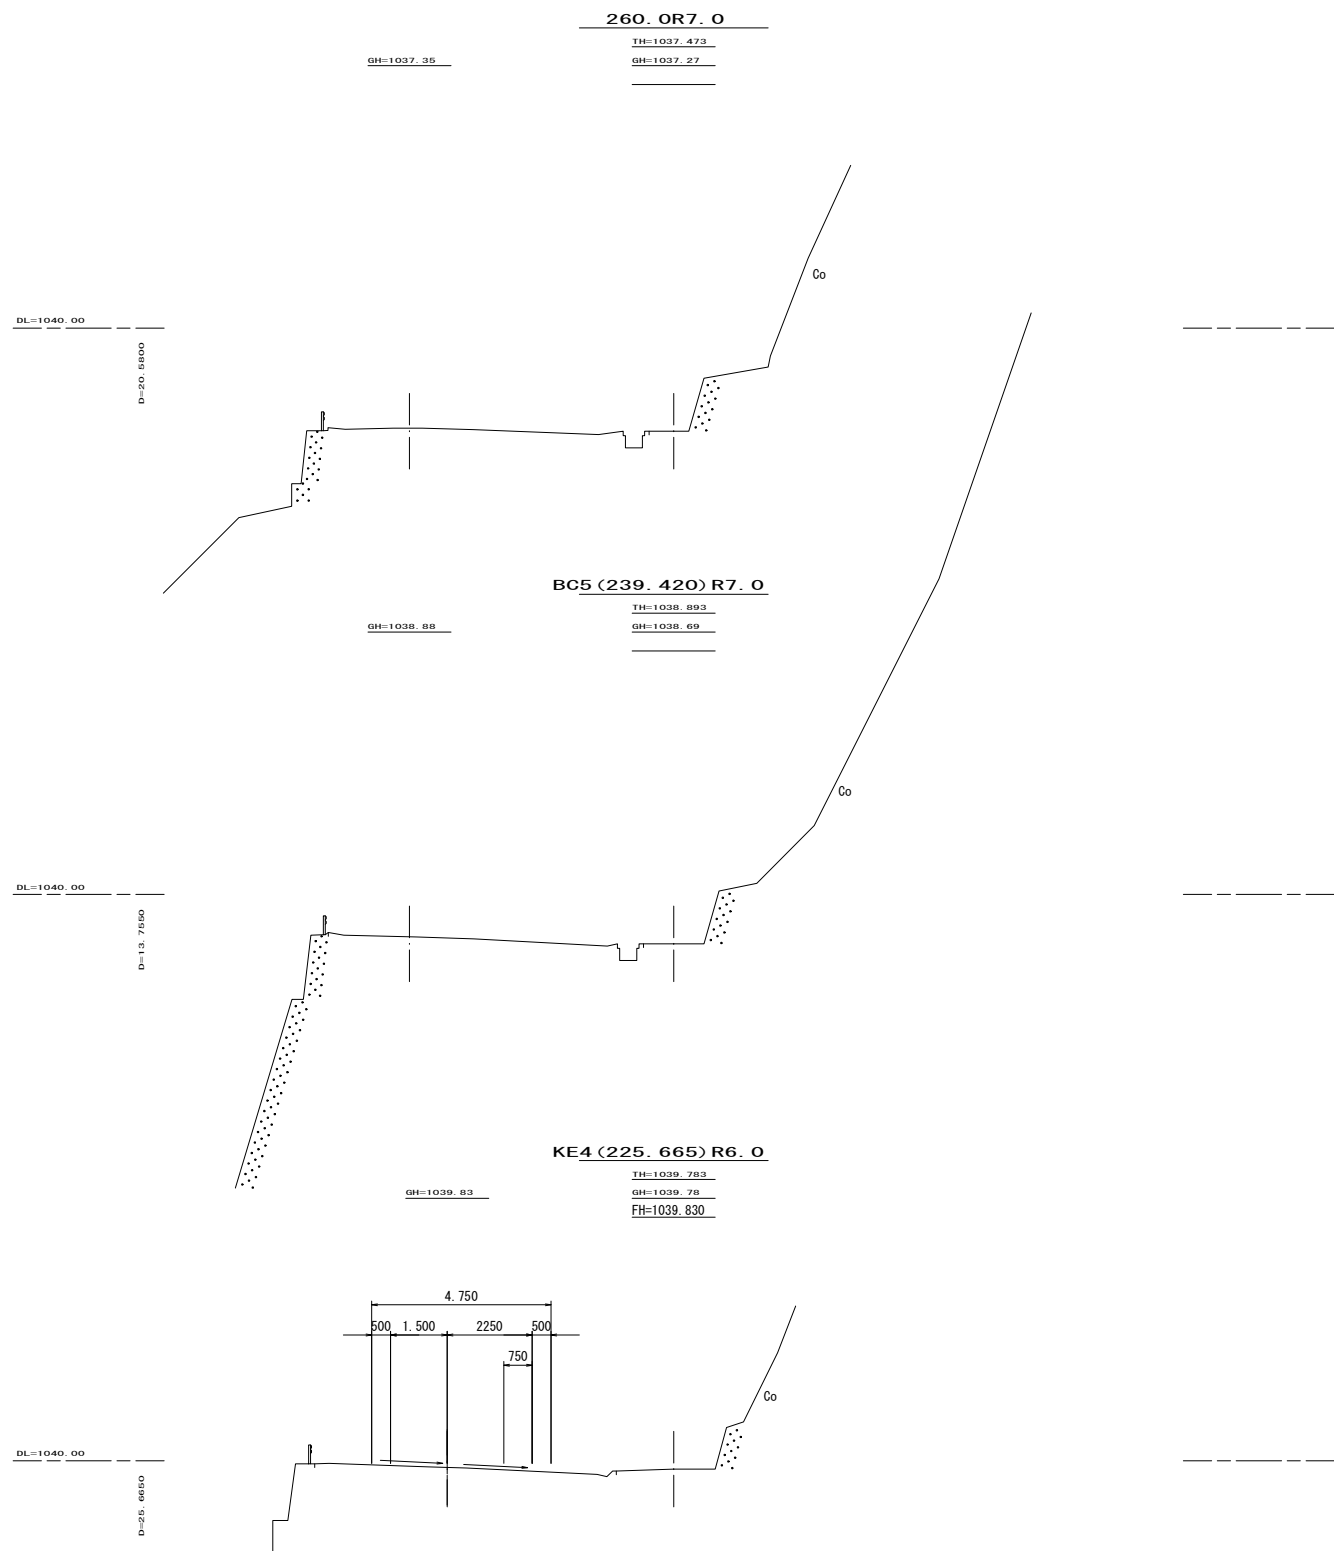 260.0R7.0
TH=1037.473
GH=1037.35
GH=1037.27
Co
DL=1040.00
D=20.5800
BC5(239.420)R7.0
TH=1038.893
GH=1038.88
GH=1038.69
Co
DL=1040.00
D=13.7550
KE4(225.665)R6.0
TH=1039.783
GH=1039.83
GH=1039.78
FH=1039.830
4.750
500 1.500 2250 500
750
Co
DL=1040.00
D=25.6650